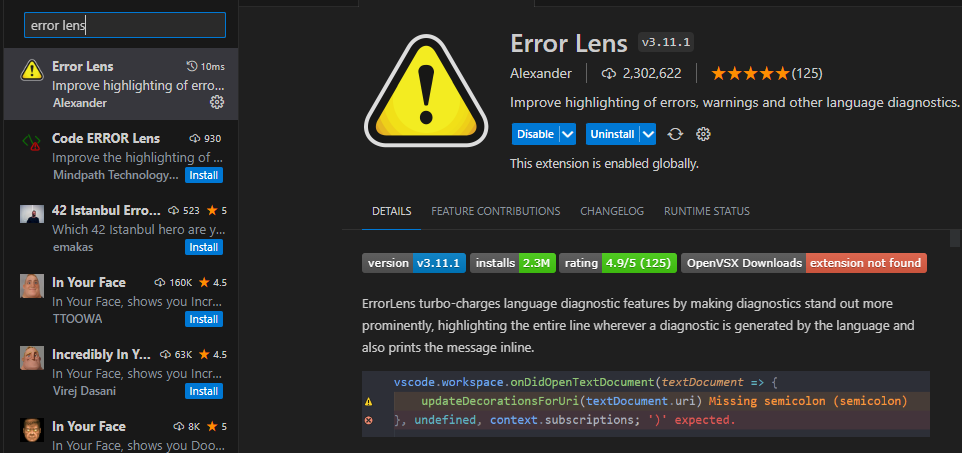 error lens
Error Lens 10ms
Improve highlighting of erro...
Alexander
Code ERROR Lens 930
Improve the highlighting of ...
Mindpath Technology... Install
42 Istanbul Erro... 523 ★ 5
Which 42 Istanbul hero are y...
emakas Install
In Your Face 160K ★ 4.5
In Your Face, shows you Incr...
TTOOWA Install
Incredibly In Y... 63K ★ 4.5
In Your Face, shows you Incr...
Virej Dasani Install
In Your Face 8K ★ 5
In Your Face, shows you Doo...
Error Lens v3.11.1
Alexander 2,302,622 ★★★★★(125)
Improve highlighting of errors, warnings and other language diagnostics.
Disable Uninstall
This extension is enabled globally.
DETAILS FEATURE CONTRIBUTIONS CHANGELOG RUNTIME STATUS
version v3.11.1 installs 2.3M rating 4.9/5 (125) OpenVSX Downloads extension not found
ErrorLens turbo-charges language diagnostic features by making diagnostics stand out more
prominently, highlighting the entire line wherever a diagnostic is generated by the language and
also prints the message inline.
vscode.workspace.onDidOpenTextDocument(textDocument => {
updateDecorationsForUri(textDocument.uri) Missing semicolon (semicolon)
}, undefined, context.subscriptions; ')' expected.